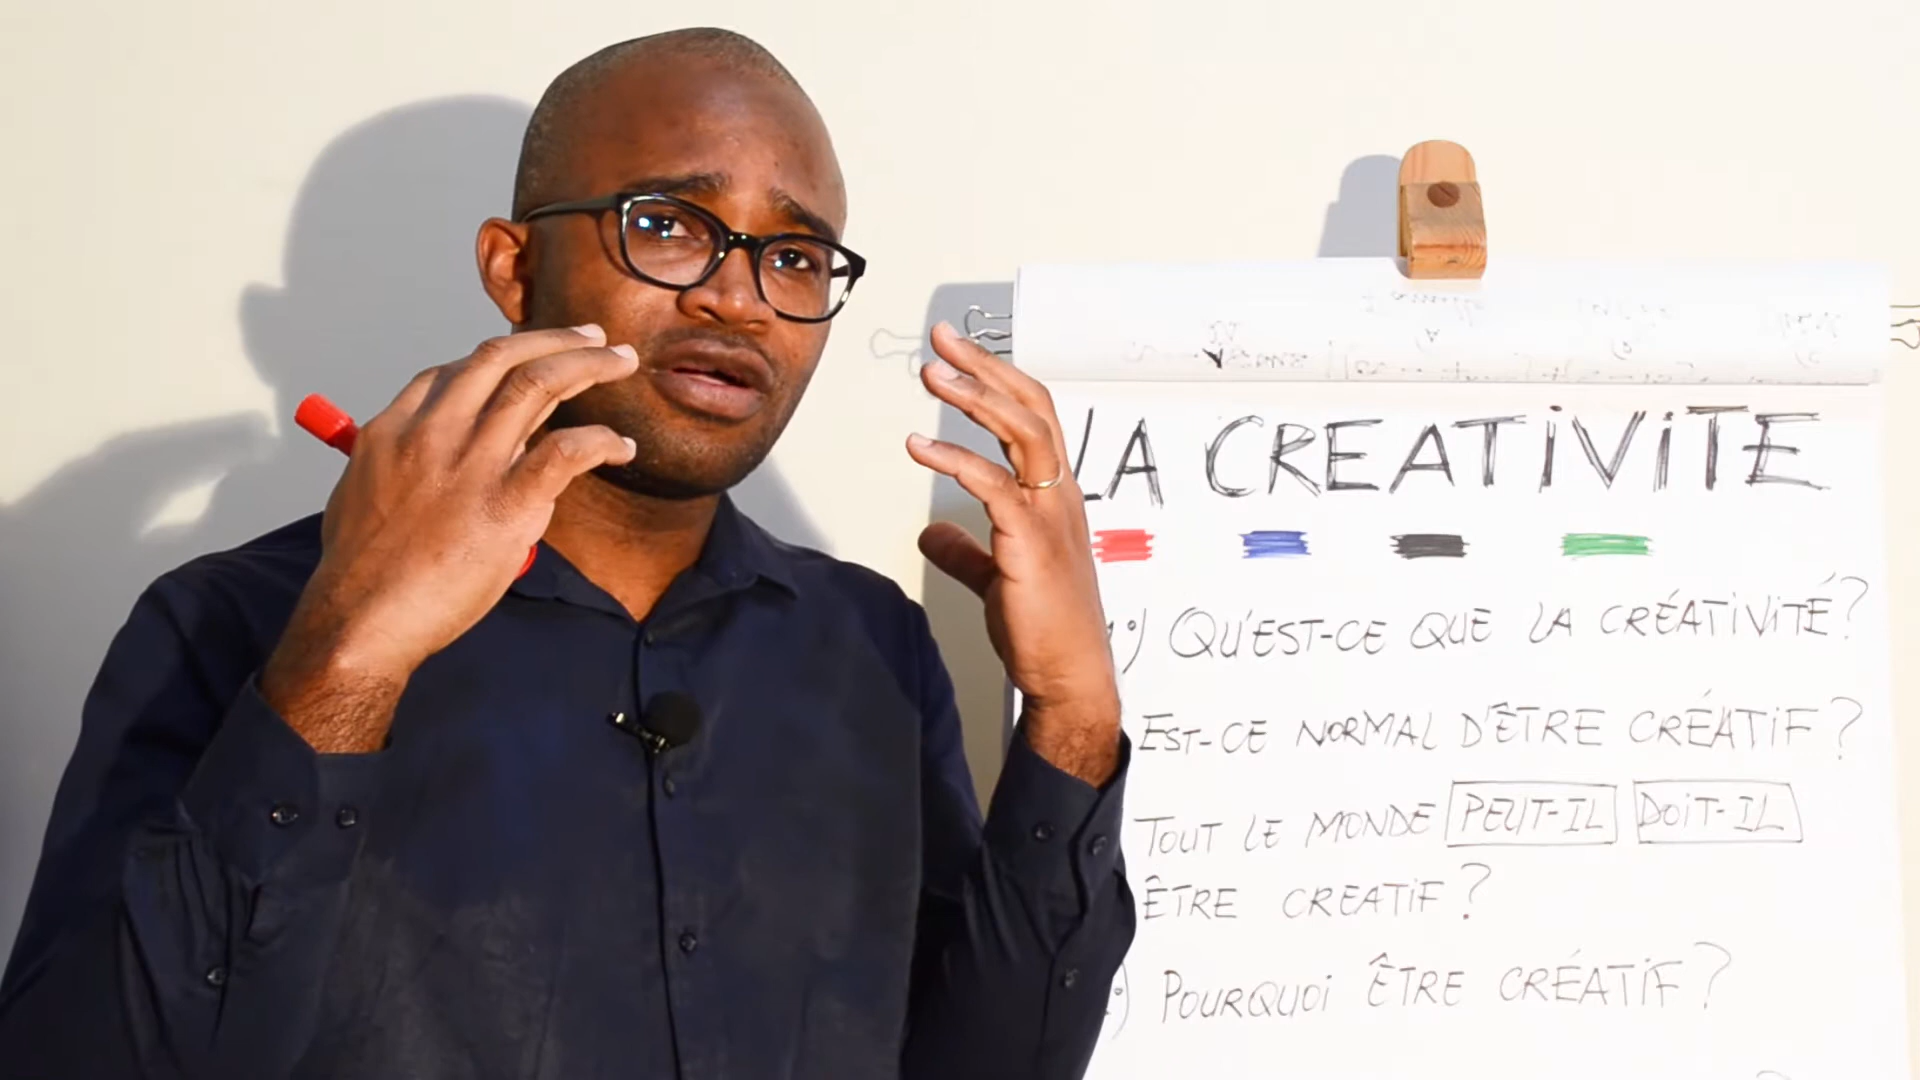 LA CREATIVITE
1°) QU'EST-CE QUE LA CRÉATIVITÉ?
EST-CE NORMAL D'ÊTRE CRÉATIF?
TOUT LE MONDE PEUT-IL DOIT-IL
ÊTRE CREATIF?
POURQUOI ÊTRE CRÉATIF?